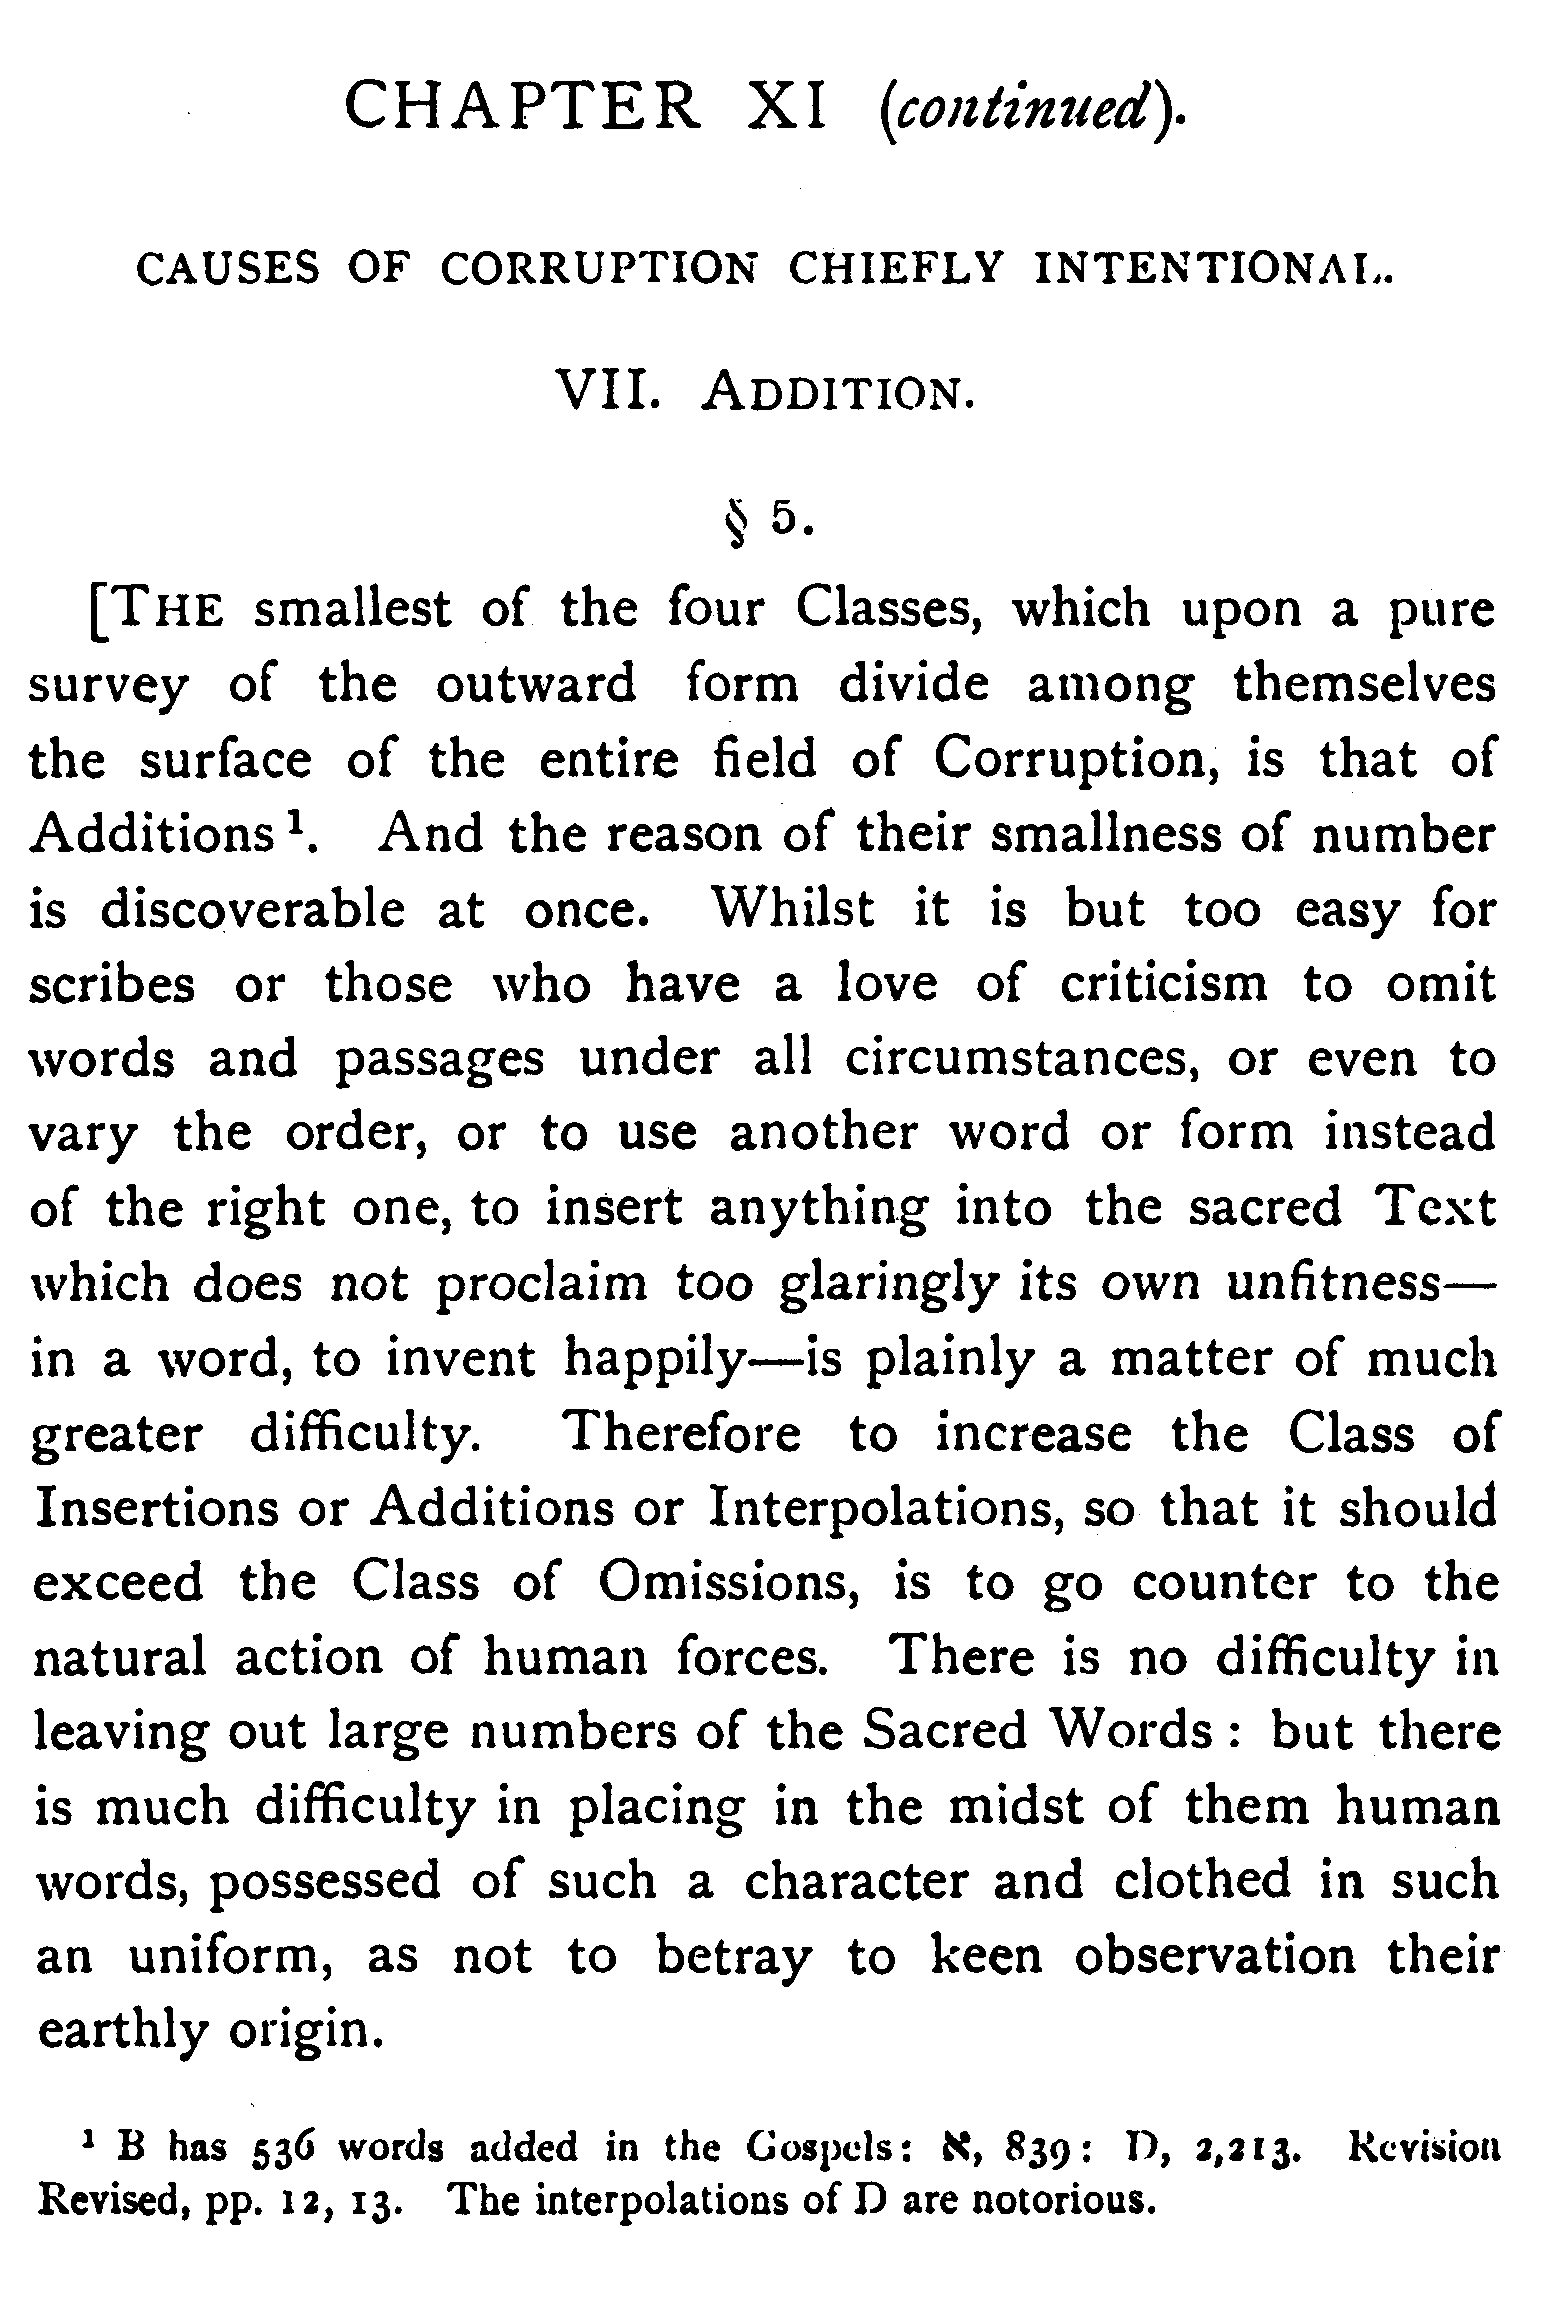 CHAPTER XI (continued).
CAUSES OF CORRUPTION CHIEFLY INTENTIONAL.
VII. ADDITION.
§ 5.
[THE smallest of the four Classes, which upon a pure
survey of the outward form divide among themselves
the surface of the entire field of Corruption, is that of
Additions ¹. And the reason of their smallness of number
is discoverable at once. Whilst it is but too easy for
scribes or those who have a love of criticism to omit
words and passages under all circumstances, or even to
vary the order, or to use another word or form instead
of the right one, to insert anything into the sacred Text
which does not proclaim too glaringly its own unfitness—
in a word, to invent happily—is plainly a matter of much
greater difficulty. Therefore to increase the Class of
Insertions or Additions or Interpolations, so that it should
exceed the Class of Omissions, is to go counter to the
natural action of human forces. There is no difficulty in
leaving out large numbers of the Sacred Words : but there
is much difficulty in placing in the midst of them human
words, possessed of such a character and clothed in such
an uniform, as not to betray to keen observation their
earthly origin.
¹ B has 536 words added in the Gospels: א, 839: D, 2,213. Revision
Revised, pp. 12, 13. The interpolations of D are notorious.